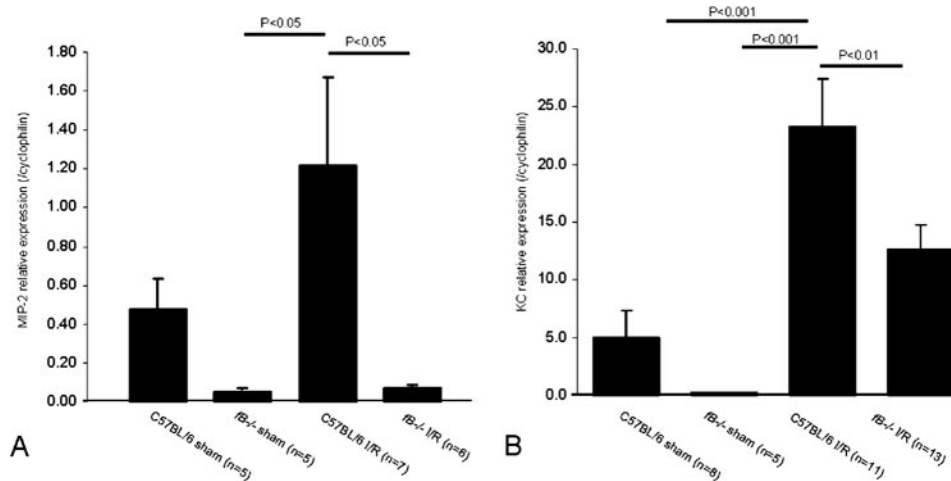 P<0.05
P<0.05
1.80
1.60
1.40
1.20
1.00
0.80
0.60
0.40
0.20
0.00
MIP-2 relative expression (/cyclophilin)
C57BL/6 sham (n=5)
fB-/- sham (n=5)
C57BL/6 I/R (n=7)
fB-/- I/R (n=6)
A
P<0.001
P<0.001
P<0.01
30.0
25.0
20.0
15.0
10.0
5.0
0.0
KC relative expression (/cyclophilin)
C57BL/6 sham (n=8)
fB-/- sham (n=5)
C57BL/6 I/R (n=11)
fB-/- I/R (n=13)
B